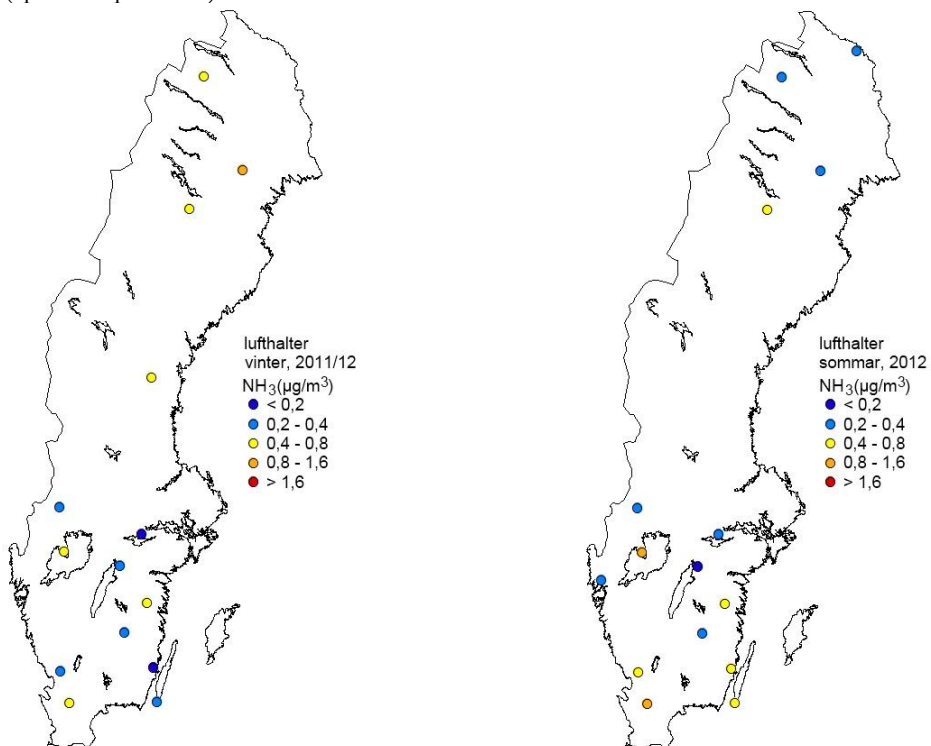 lufthalter
vinter, 2011/12
NH3(µg/m3)
< 0,2
0,2 - 0,4
0,4 - 0,8
0,8 - 1,6
> 1,6
lufthalter
sommar, 2012
NH3(µg/m3)
< 0,2
0,2 - 0,4
0,4 - 0,8
0,8 - 1,6
> 1,6